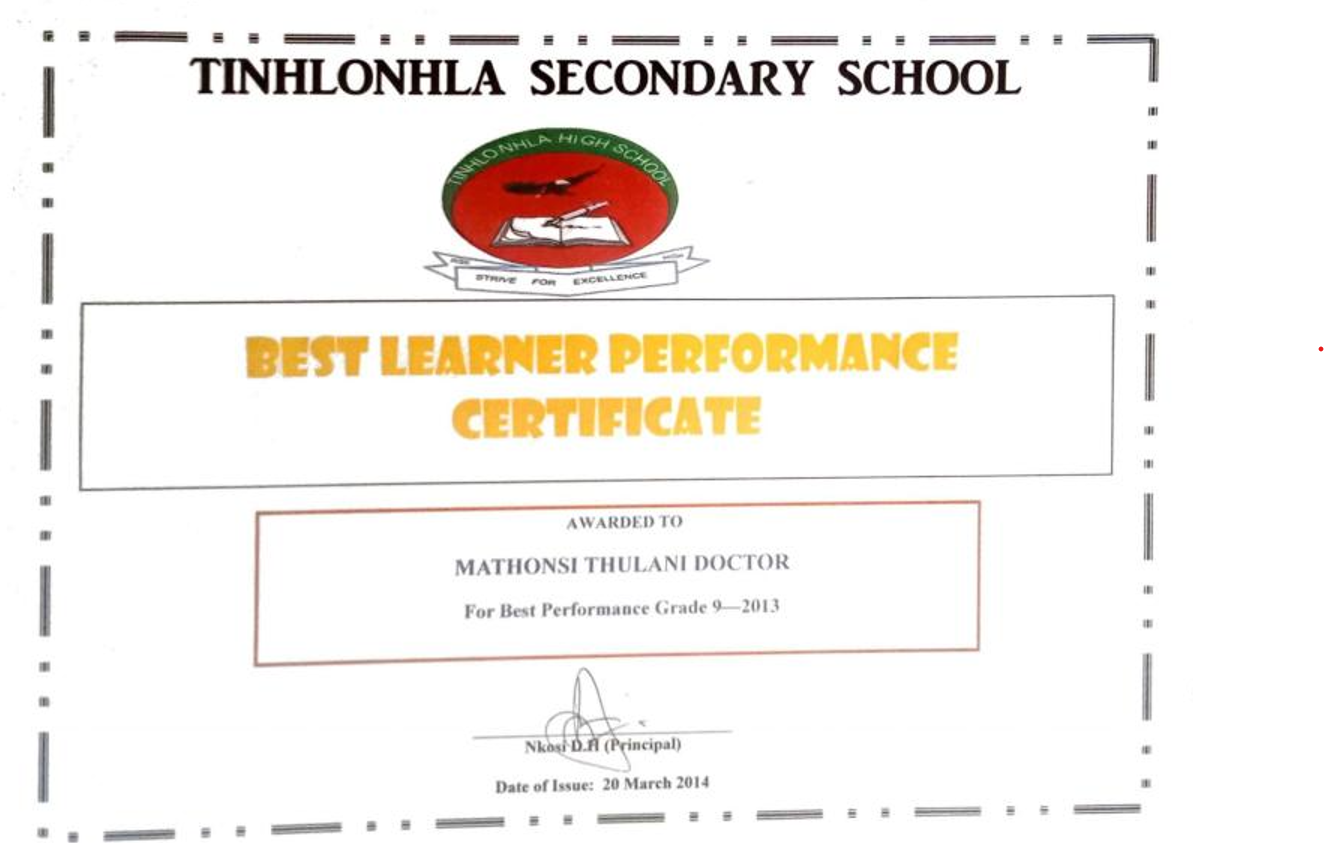 TINHLONHLA SECONDARY SCHOOL
TINHLONHLA HIGH SCHOOL
STRIVE FOR EXCELLENCE
BEST LEARNER PERFORMANCE
CERTIFICATE
AWARDED TO
MATHONSI THULANI DOCTOR
For Best Performance Grade 9—2013
Nkosi D.H (Principal)
Date of Issue: 20 March 2014